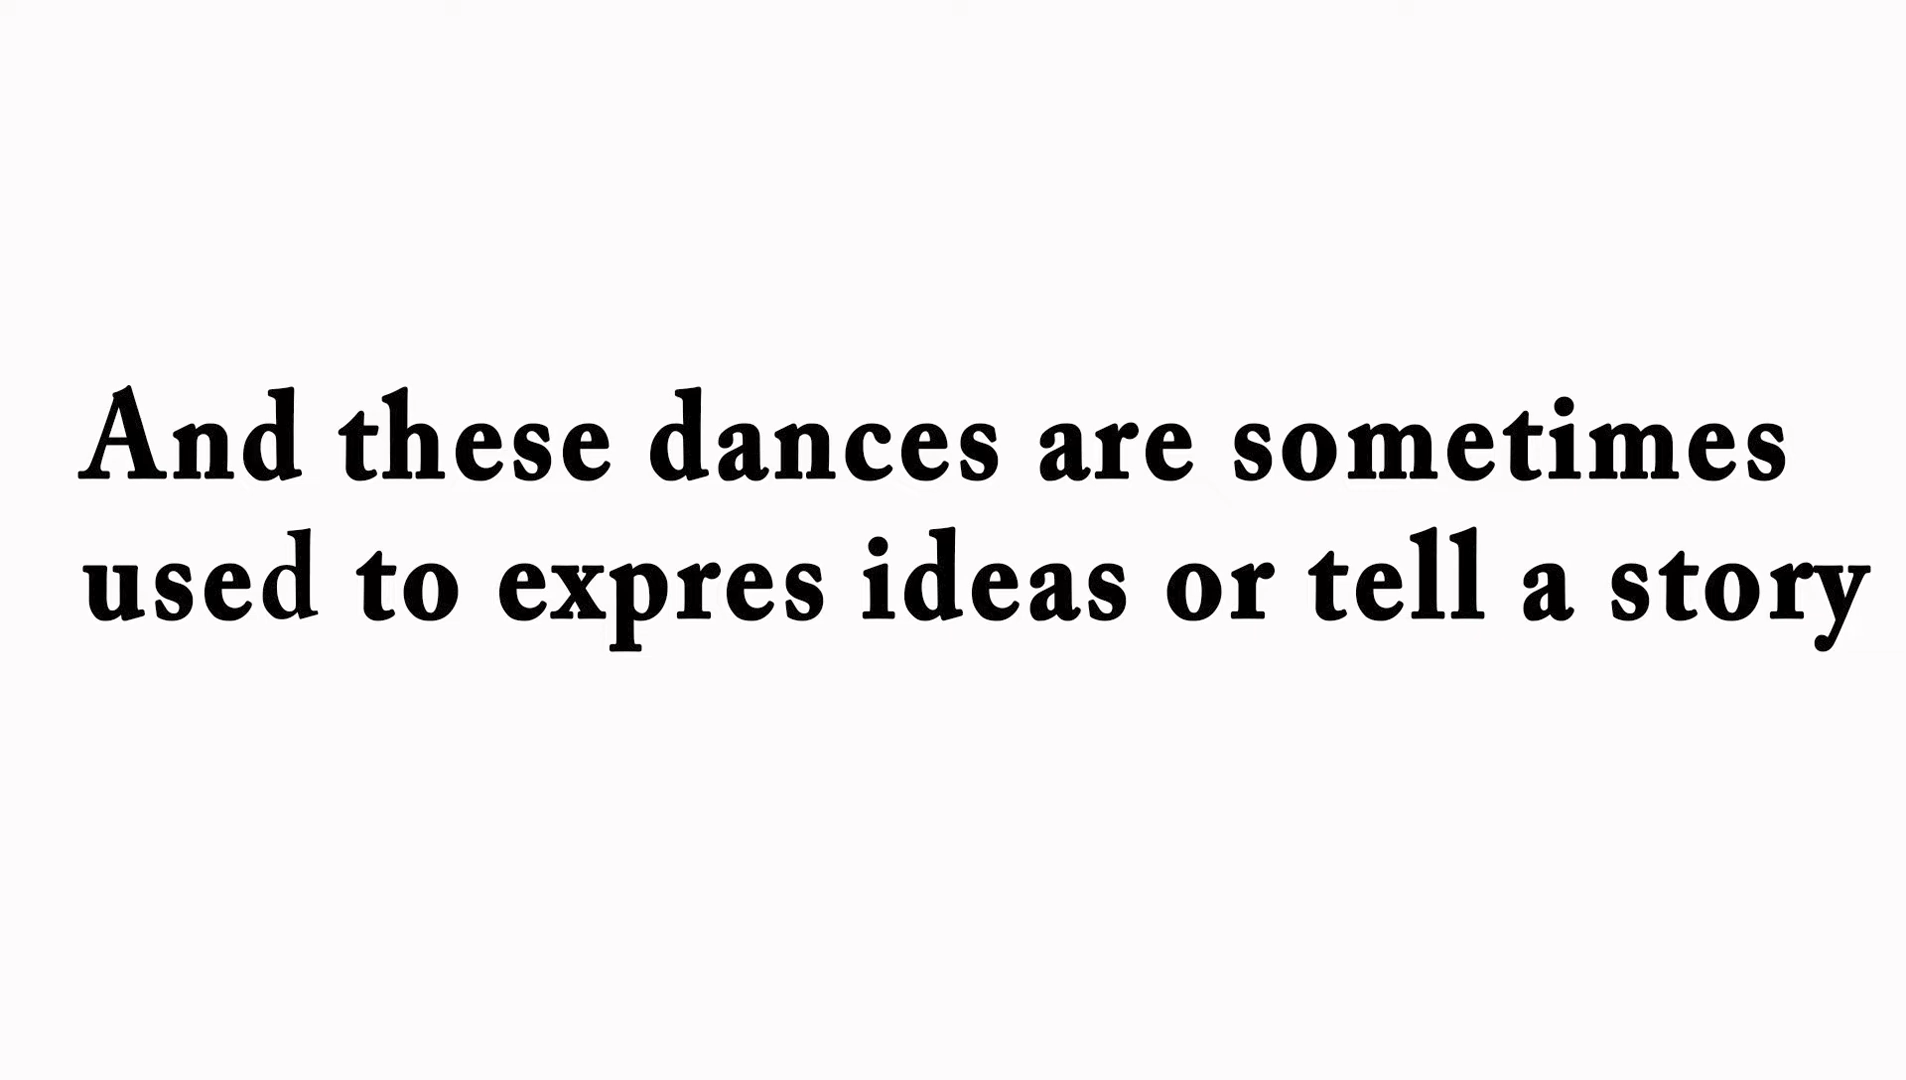 And these dances are sometimes
used to expres ideas or tell a story